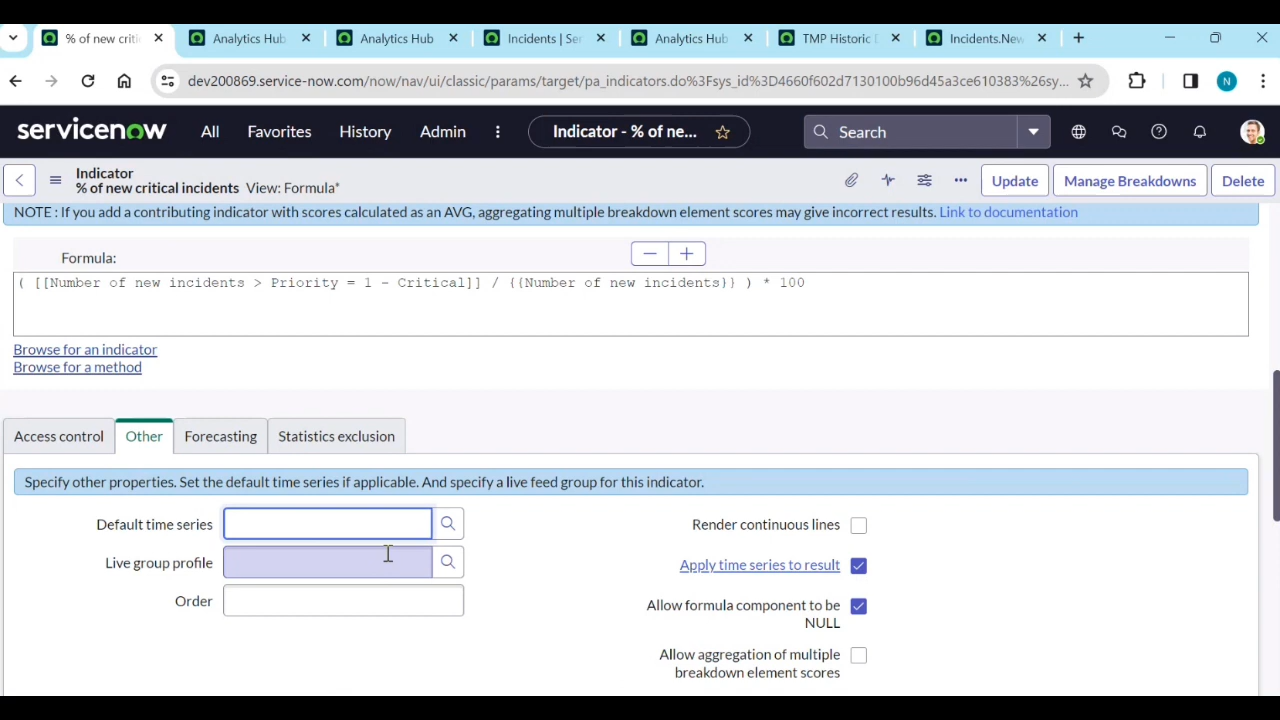 % of new criti
Analytics Hub
Analytics Hub
Incidents | Ser
Analytics Hub
TMP Historic D
Incidents.New
dev200869.service-now.com/now/nav/ui/classic/params/target/pa_indicators.do%3Fsys_id%3D4660f602d7130100b96d45a3ce610383%26sy...
N
servicenow
All
Favorites
History
Admin
Indicator - % of ne...
Search
Indicator
% of new critical incidents View: Formula*
Update
Manage Breakdowns
Delete
NOTE : If you add a contributing indicator with scores calculated as an AVG, aggregating multiple breakdown element scores may give incorrect results. Link to documentation
Formula:
( [[Number of new incidents > Priority = 1 - Critical]] / {{Number of new incidents}} ) * 100
Browse for an indicator
Browse for a method
Access control
Other
Forecasting
Statistics exclusion
Specify other properties. Set the default time series if applicable. And specify a live feed group for this indicator.
Default time series
Render continuous lines
Live group profile
Apply time series to result
Order
Allow formula component to be
NULL
Allow aggregation of multiple
breakdown element scores